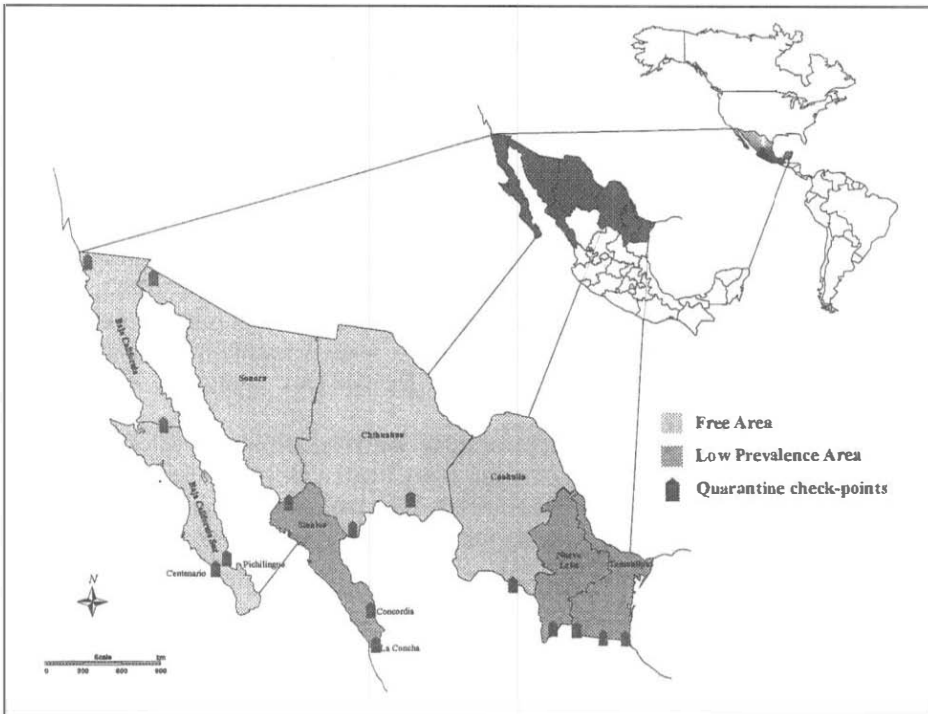 Baja California
Sonora
Chihuahua
Coahuila
Free Area
Low Prevalence Area
Quarantine check-points
Baja California Sur
Sinaloa
Nuevo
León
Tamaulipas
Centenario
Pichilingue
Concordia
La Concha
N
Scale
km
0